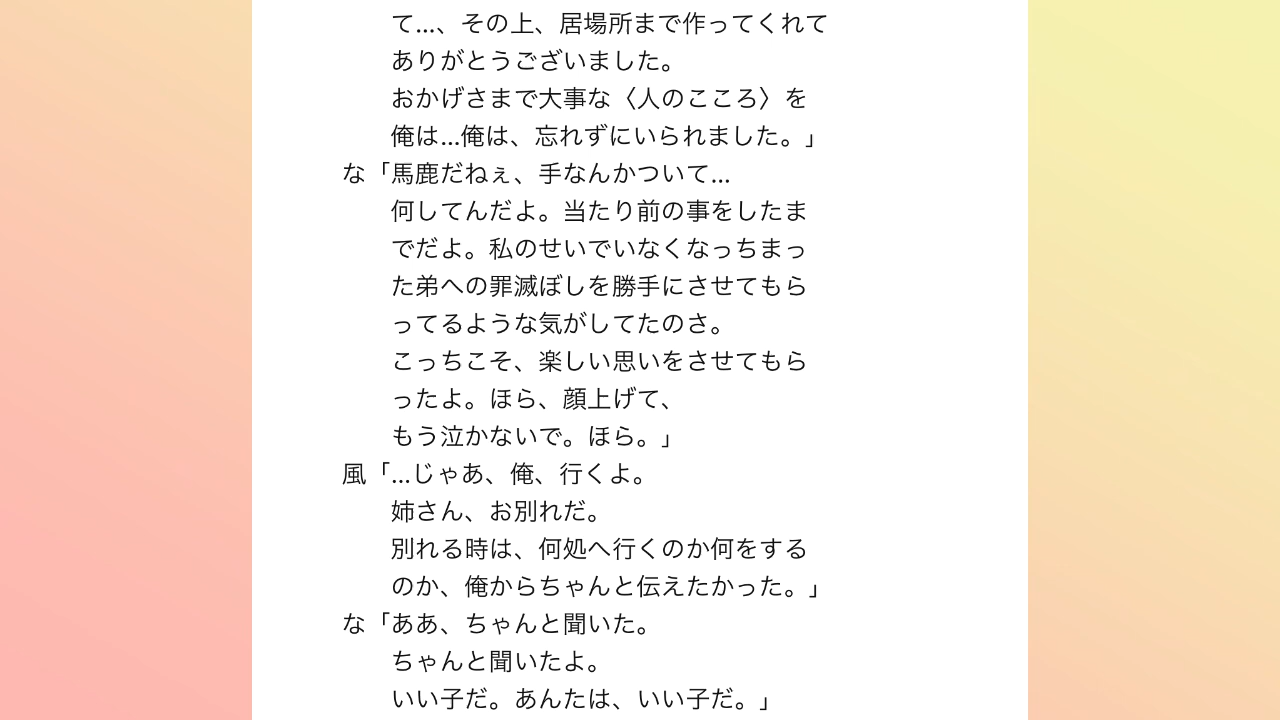 て…、その上、居場所まで作ってくれて
ありがとうございました。
おかげさまで大事な〈人のこころ〉を
俺は…俺は、忘れずにいられました。」
な「馬鹿だねぇ、手なんかついて…
何してんだよ。当たり前の事をしたま
でだよ。私のせいでいなくなっちまっ
た弟への罪滅ぼしを勝手にさせてもら
ってるような気がしてたのさ。
こっちこそ、楽しい思いをさせてもら
ったよ。ほら、顔上げて、
もう泣かないで。ほら。」
風「…じゃあ、俺、行くよ。
姉さん、お別れだ。
別れる時は、何処へ行くのか何をする
のか、俺からちゃんと伝えたかった。」
な「ああ、ちゃんと聞いた。
ちゃんと聞いたよ。
いい子だ。あんたは、いい子だ。」